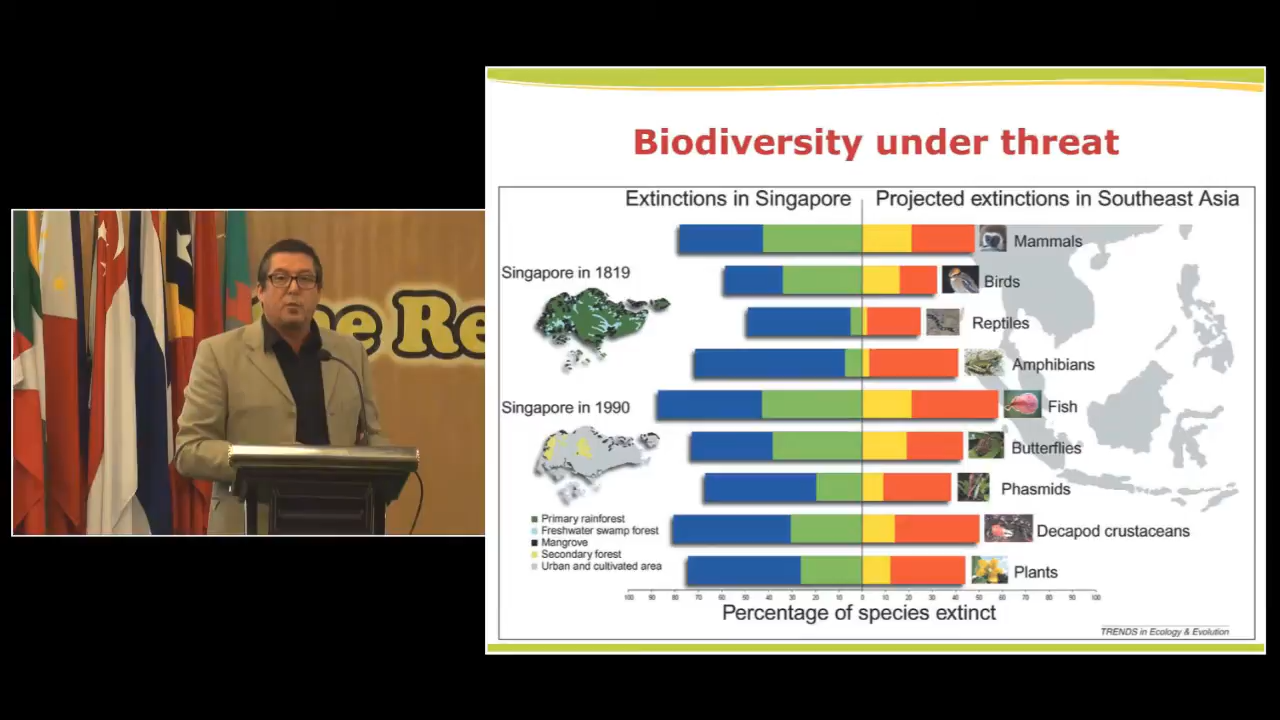 Biodiversity under threat
Extinctions in Singapore
Projected extinctions in Southeast Asia
Mammals
Singapore in 1819
Birds
Reptiles
Amphibians
Singapore in 1990
Fish
Butterflies
Phasmids
Primary rainforest
Freshwater swamp forest
Mangrove
Secondary forest
Urban and cultivated area
Decapod crustaceans
Plants
100 90 80 70 60 50 40 30 20 10 0 10 20 30 40 50 60 70 80 90 100
Percentage of species extinct
TRENDS in Ecology & Evolution
Re